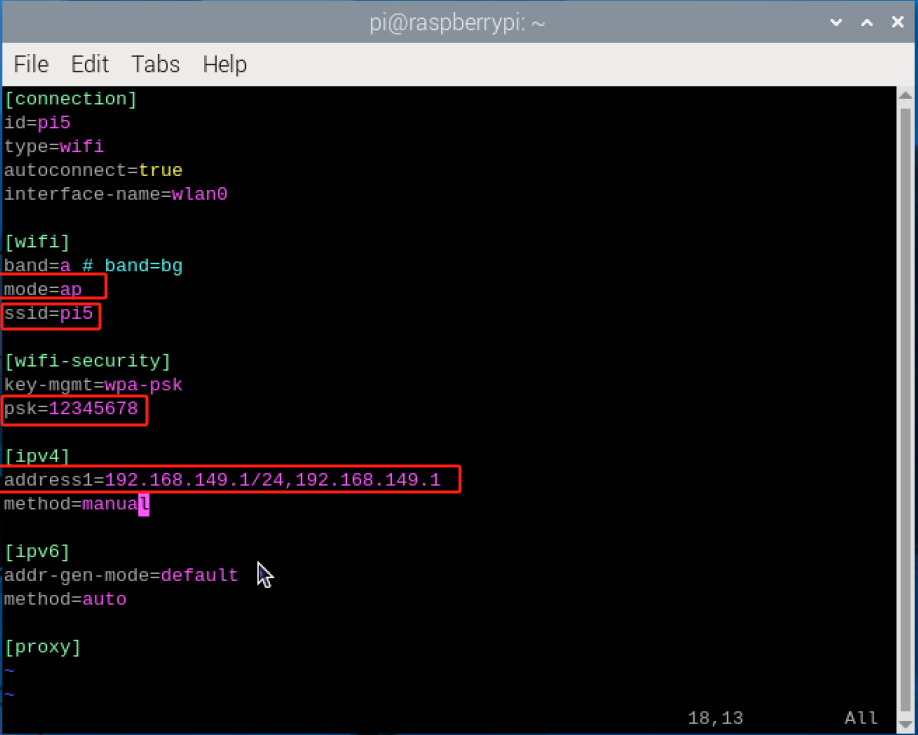 pi@raspberrypi: ~
File Edit Tabs Help
[connection]
id=pi5
type=wifi
autoconnect=true
interface-name=wlan0
[wifi]
band=a # band=bg
mode=ap
ssid=pi5
[wifi-security]
key-mgmt=wpa-psk
psk=12345678
[ipv4]
address1=192.168.149.1/24,192.168.149.1
method=manual
[ipv6]
addr-gen-mode=default
method=auto
[proxy]
~
~
18,13 All